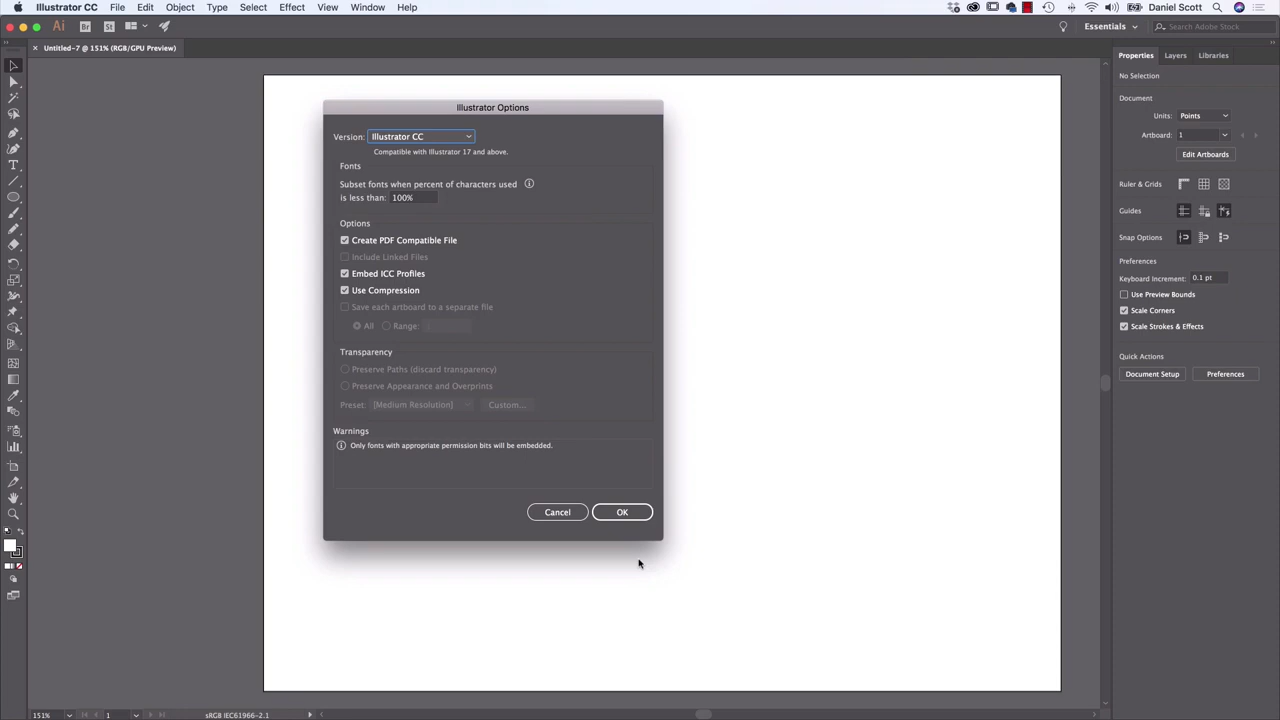 Illustrator CC File Edit Object Type Select Effect View Window Help Daniel Scott
Ai Br St Essentials Search Adobe Stock
× Untitled-7 @ 151% (RGB/GPU Preview)
Illustrator Options
Version: Illustrator CC
Compatible with Illustrator 17 and above.
Fonts
Subset fonts when percent of characters used
is less than: 100%
Options
Create PDF Compatible File
Include Linked Files
Embed ICC Profiles
Use Compression
Save each artboard to a separate file
All Range:
Transparency
Preserve Paths (discard transparency)
Preserve Appearance and Overprints
Preset: [Medium Resolution] Custom...
Warnings
Only fonts with appropriate permission bits will be embedded.
Cancel OK
Properties Layers Libraries
No Selection
Document
Units: Points
Artboard: 1
Edit Artboards
Ruler & Grids
Guides
Snap Options
Preferences
Keyboard Increment: 0.1 pt
Use Preview Bounds
Scale Corners
Scale Strokes & Effects
Quick Actions
Document Setup Preferences
151% 1 sRGB IEC61966-2.1